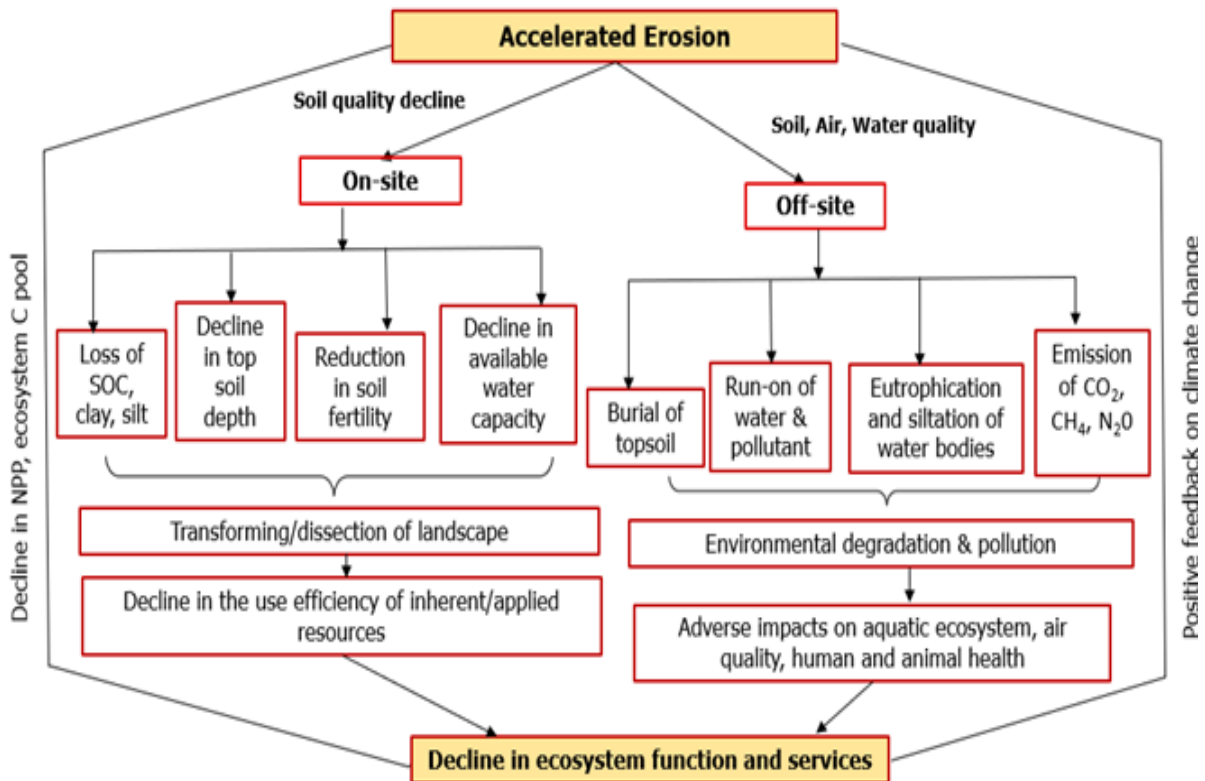 Accelerated Erosion
Soil quality decline
Soil, Air, Water quality
On-site
Off-site
Decline in NPP, ecosystem C pool
Positive feedback on climate change
Loss of
SOC,
clay, silt
Decline
in top
soil
depth
Reduction
in soil
fertility
Decline in
available
water
capacity
Burial of
topsoil
Run-on of
water &
pollutant
Eutrophication
and siltation of
water bodies
Emission
of CO₂,
CH₄, N₂0
Transforming/dissection of landscape
Environmental degradation & pollution
Decline in the use efficiency of inherent/applied
resources
Adverse impacts on aquatic ecosystem, air
quality, human and animal health
Decline in ecosystem function and services